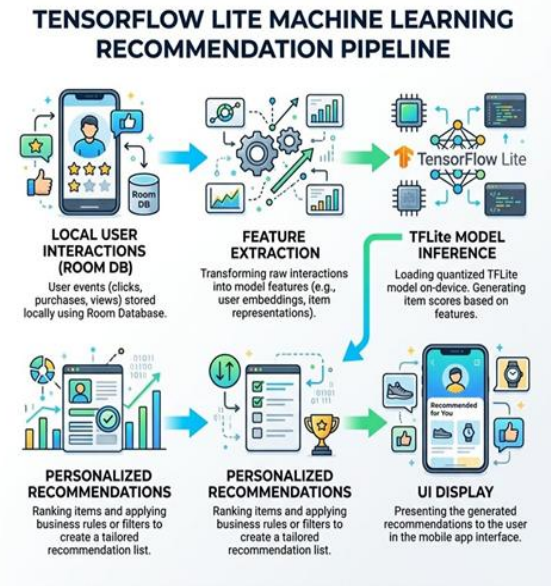 TENSORFLOW LITE MACHINE LEARNING
RECOMMENDATION PIPELINE
Room
DB
TensorFlow Lite
LOCAL USER
INTERACTIONS
(ROOM DB)
User events (clicks,
purchases, views) stored
locally using Room Database.
FEATURE
EXTRACTION
Transforming raw interactions
into model features (e.g.,
user embeddings, item
representations).
TFLite MODEL
INFERENCE
Loading quantized TFLite
model on-device. Generating
item scores based on
features.
01011
01100
1011
Recommended
for You
PERSONALIZED
RECOMMENDATIONS
Ranking items and applying
business rules or filters to
create a tailored
recommendation list.
PERSONALIZED
RECOMMENDATIONS
Ranking items and applying
business rules or filters to
create a tailored
recommendation list.
UI DISPLAY
Presenting the generated
recommendations to the user
in the mobile app interface.